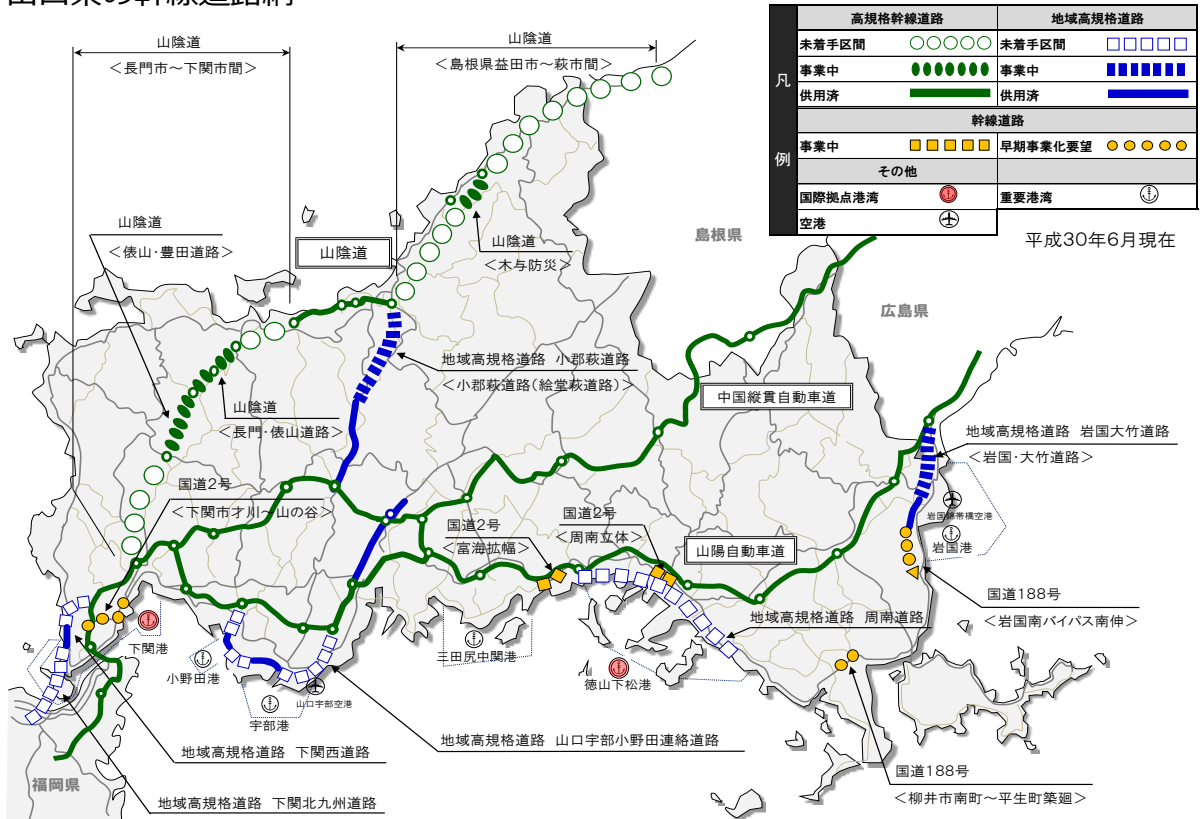 山口県の幹線道路網
凡例
高規格幹線道路 地域高規格道路
未着手区間 未着手区間
事業中 事業中
供用済 供用済
幹線道路
事業中 早期事業化要望
その他
国際拠点港湾 重要港湾
空港
平成30年6月現在
山陰道
＜長門市～下関市間＞
山陰道
＜島根県益田市～萩市間＞
山陰道
＜俵山・豊田道路＞
山陰道
山陰道
＜木与防災＞
島根県
広島県
地域高規格道路 小郡萩道路
＜小郡萩道路(絵堂萩道路)＞
山陰道
＜長門・俵山道路＞
中国縦貫自動車道
地域高規格道路 岩国大竹道路
＜岩国・大竹道路＞
国道2号
＜下関市才川～山の谷＞
国道2号
＜富海拡幅＞
国道2号
＜周南立体＞
山陽自動車道
岩国錦帯橋空港
岩国港
国道188号
＜岩国南バイパス南伸＞
地域高規格道路 周南道路
下関港
小野田港
宇部港
山口宇部空港
三田尻中関港
徳山下松港
地域高規格道路 山口宇部小野田連絡道路
地域高規格道路 下関西道路
福岡県
地域高規格道路 下関北九州道路
国道188号
＜柳井市南町～平生町築廻＞